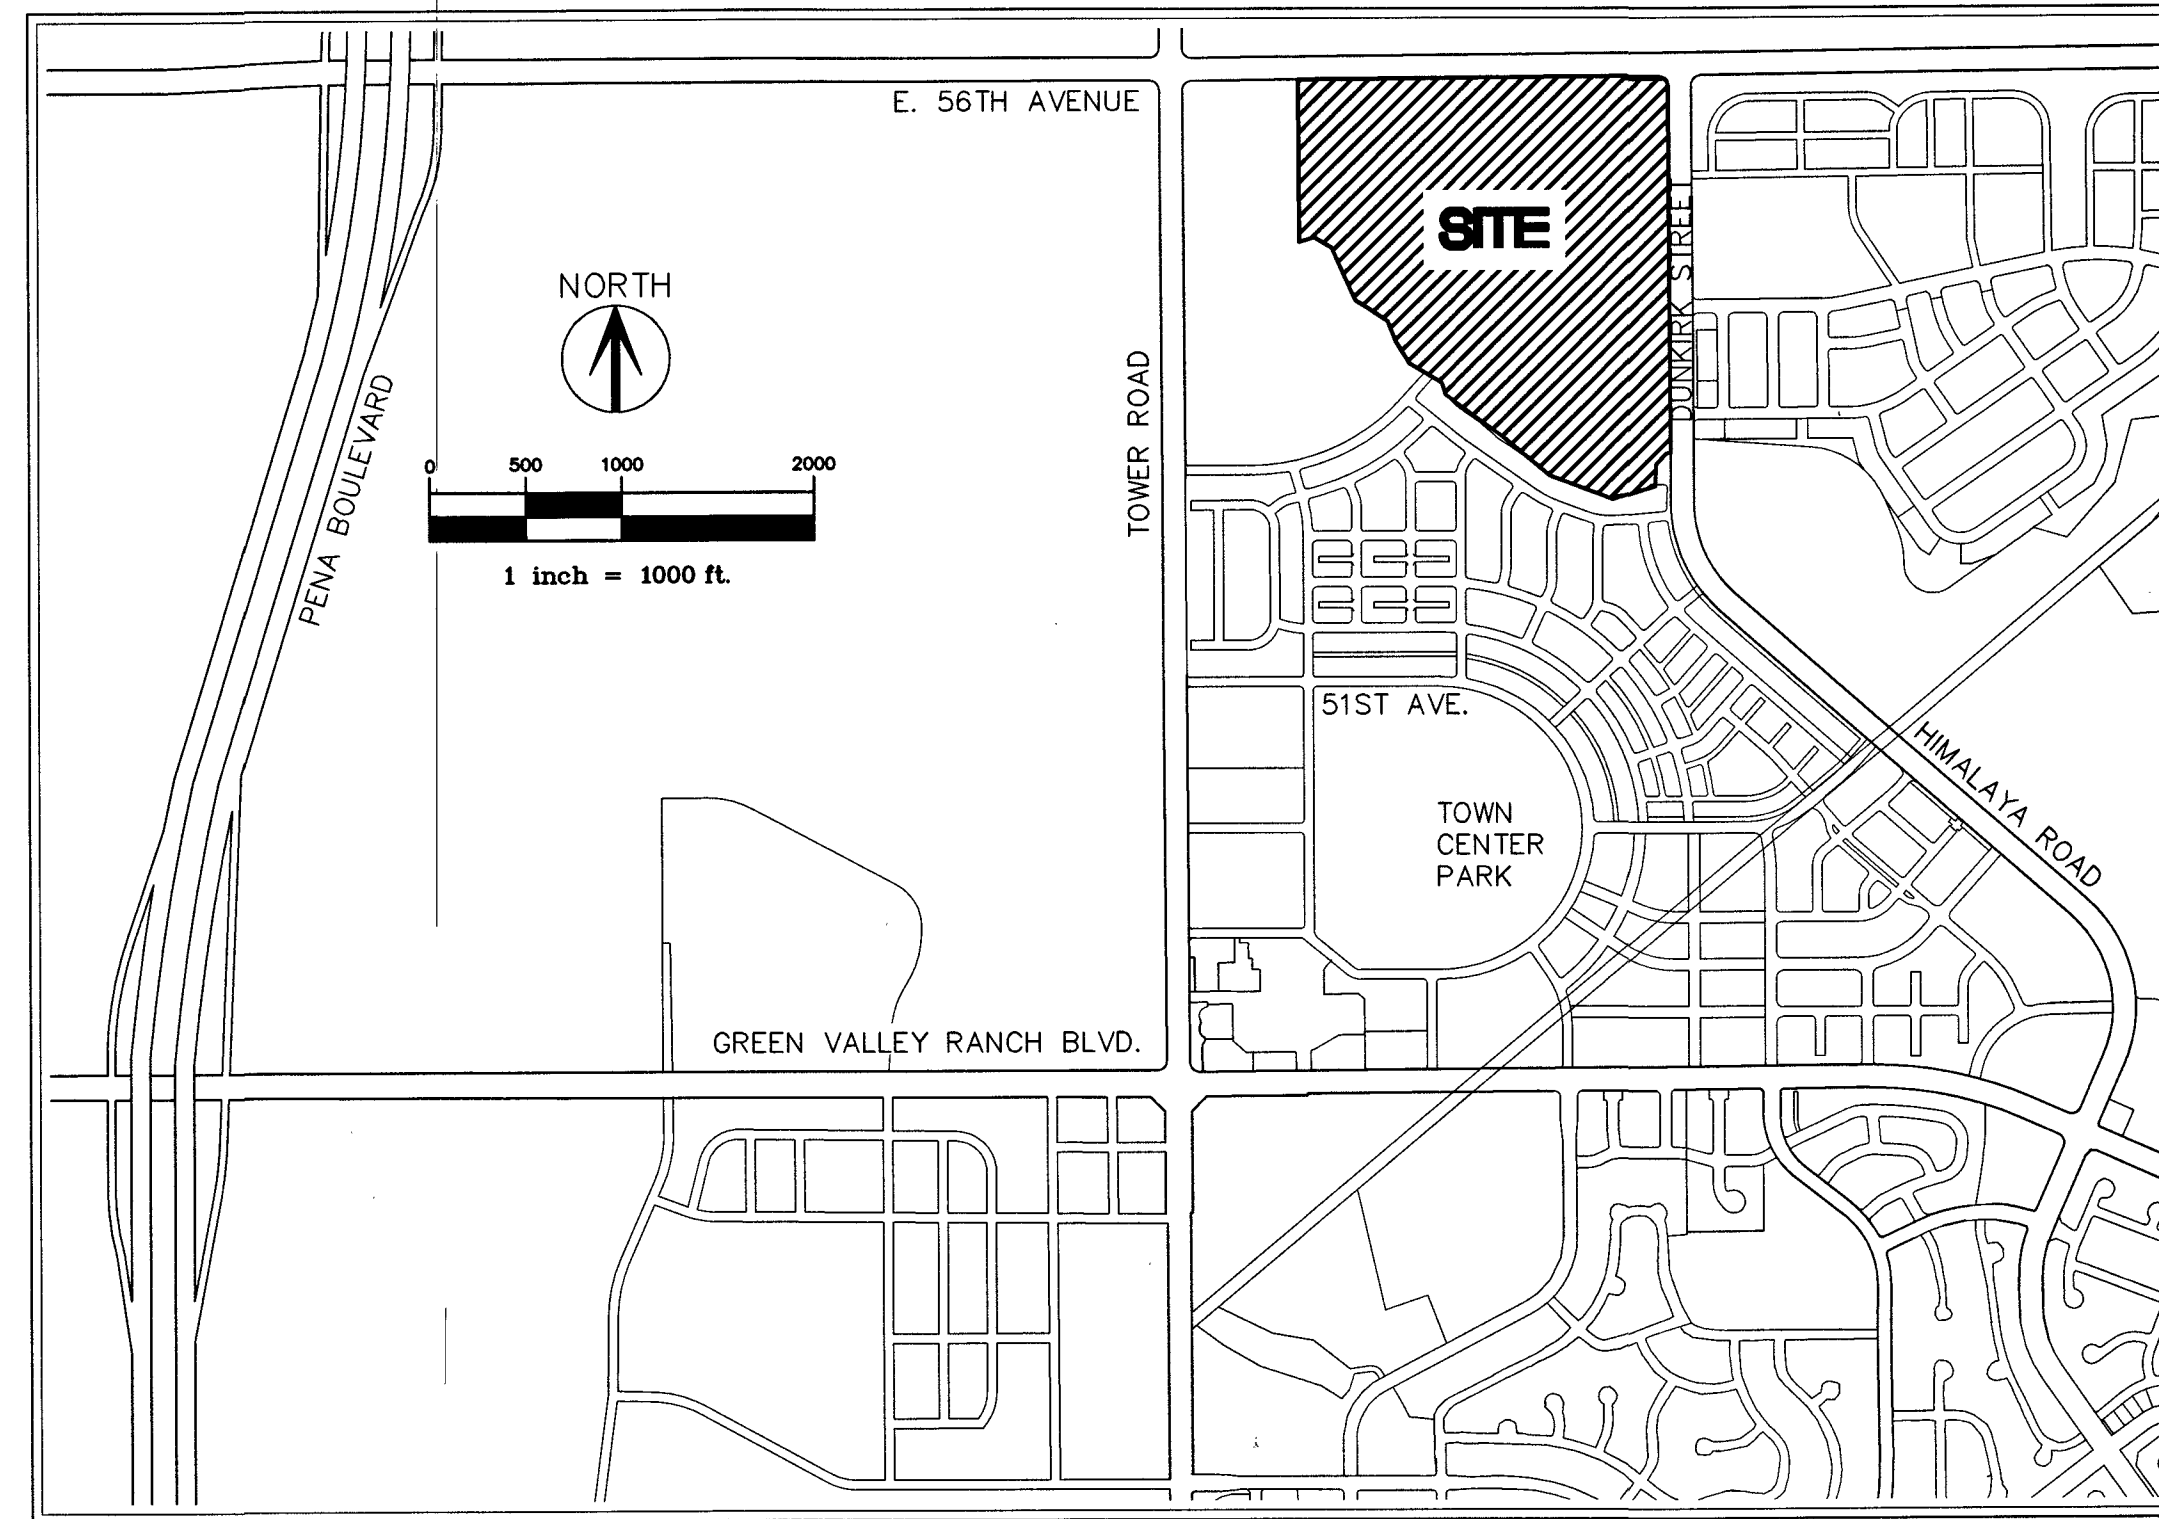 E. 56TH AVENUE
SITE
DUNKIRK STREET
NORTH
TOWER ROAD
PENA BOULEVARD
0 500 1000 2000
1 inch = 1000 ft.
51ST AVE.
HIMALAYA ROAD
TOWN
CENTER
PARK
GREEN VALLEY RANCH BLVD.